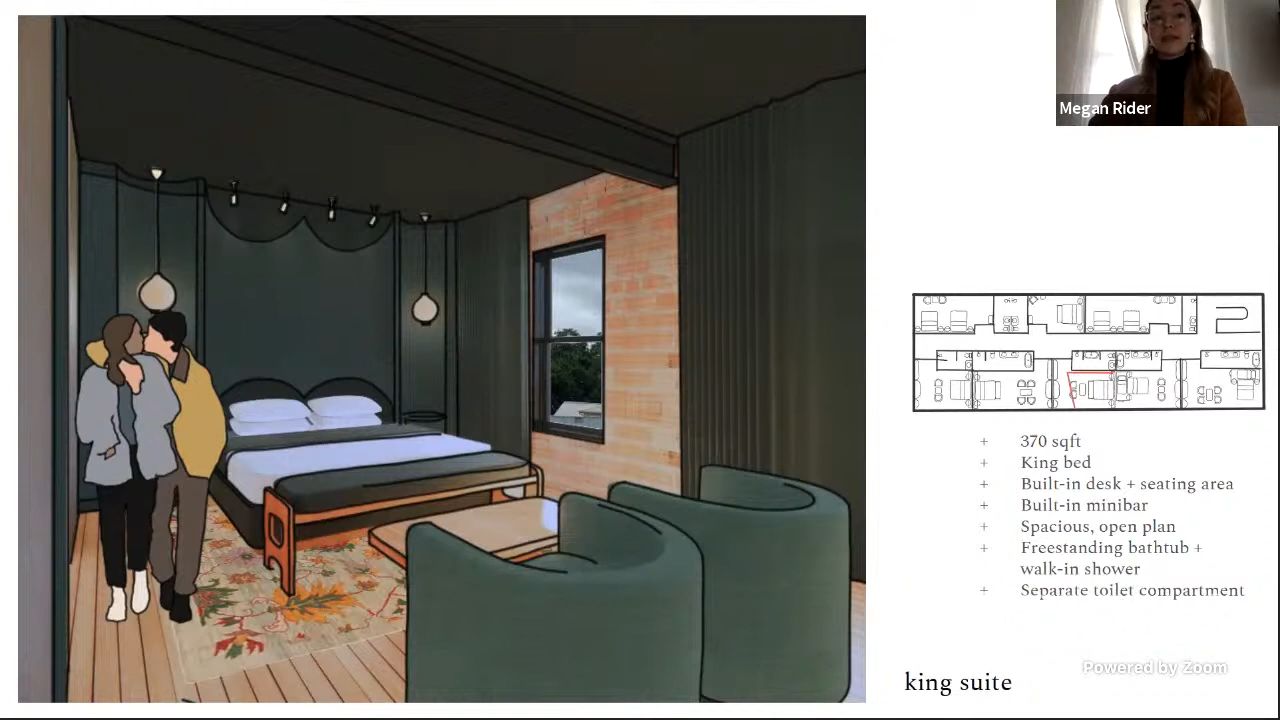 Megan Rider
+ 370 sqft
+ King bed
+ Built-in desk + seating area
+ Built-in minibar
+ Spacious, open plan
+ Freestanding bathtub +
walk-in shower
+ Separate toilet compartment
Powered by Zoom
king suite